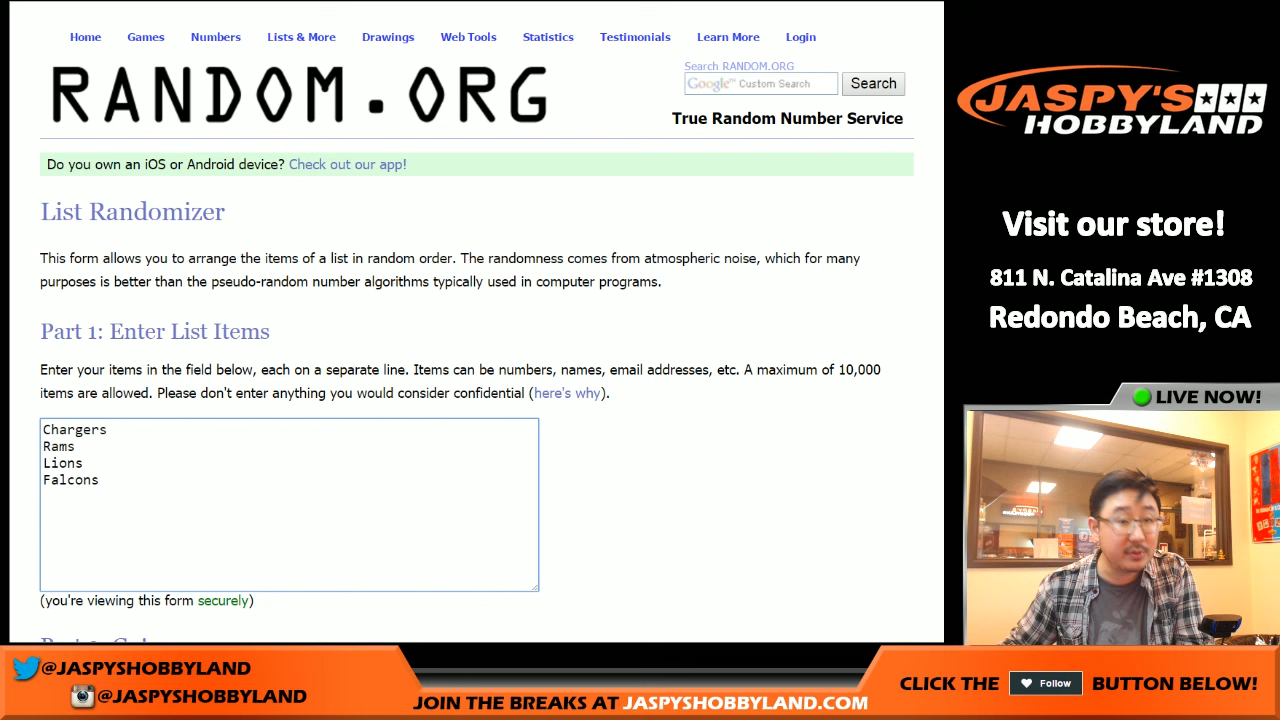 Home Games Numbers Lists & More Drawings Web Tools Statistics Testimonials Learn More Login
RANDOM.ORG
Search RANDOM.ORG
Google™ Custom Search Search
True Random Number Service
Do you own an iOS or Android device? Check out our app!
List Randomizer
This form allows you to arrange the items of a list in random order. The randomness comes from atmospheric noise, which for many
purposes is better than the pseudo-random number algorithms typically used in computer programs.
Part 1: Enter List Items
Enter your items in the field below, each on a separate line. Items can be numbers, names, email addresses, etc. A maximum of 10,000
items are allowed. Please don't enter anything you would consider confidential (here's why).
Chargers
Rams
Lions
Falcons
(you're viewing this form securely)
JASPY'S
HOBBYLAND
Visit our store!
811 N. Catalina Ave #1308
Redondo Beach, CA
LIVE NOW!
@JASPYSHOBBYLAND
@JASPYSHOBBYLAND
JOIN THE BREAKS AT JASPYSHOBBYLAND.COM
CLICK THE Follow BUTTON BELOW!